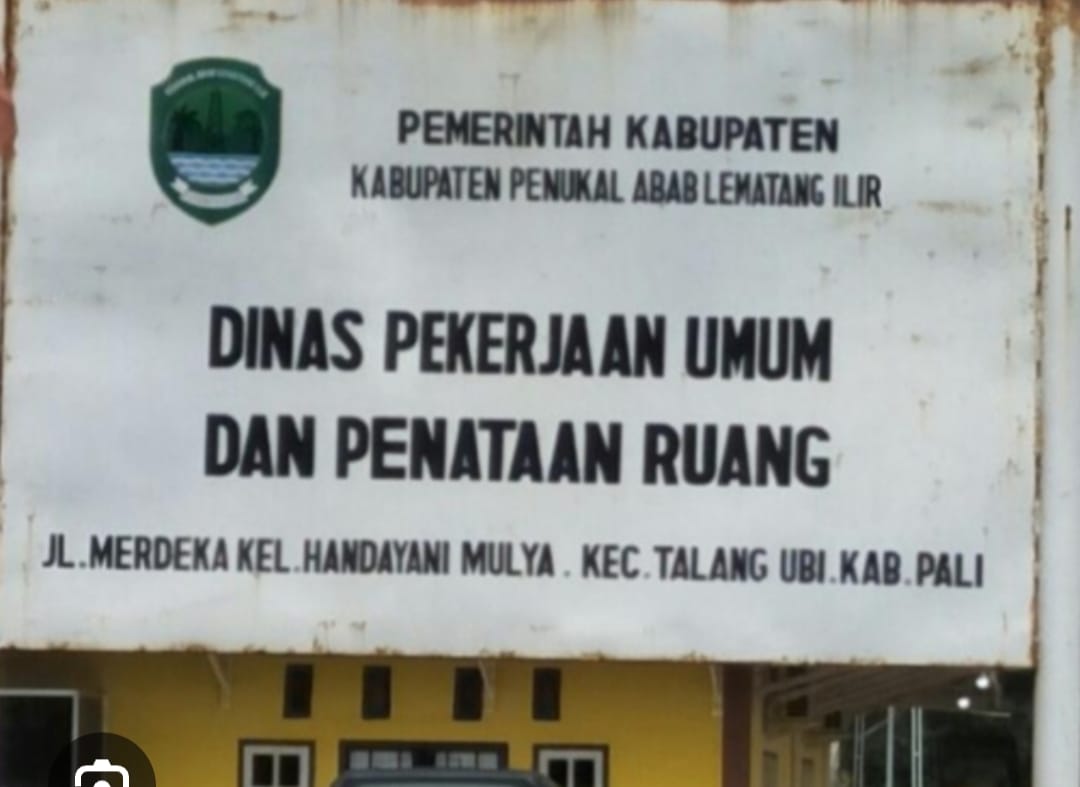 PEMERINTAH KABUPATEN
KABUPATEN PENUKAL ABAB LEMATANG ILIR
DINAS PEKERJAAN UMUM
DAN PENATAAN RUANG
JL.MERDEKA KEL.HANDAYANI MULYA . KEC.TALANG UBI.KAB.PALI